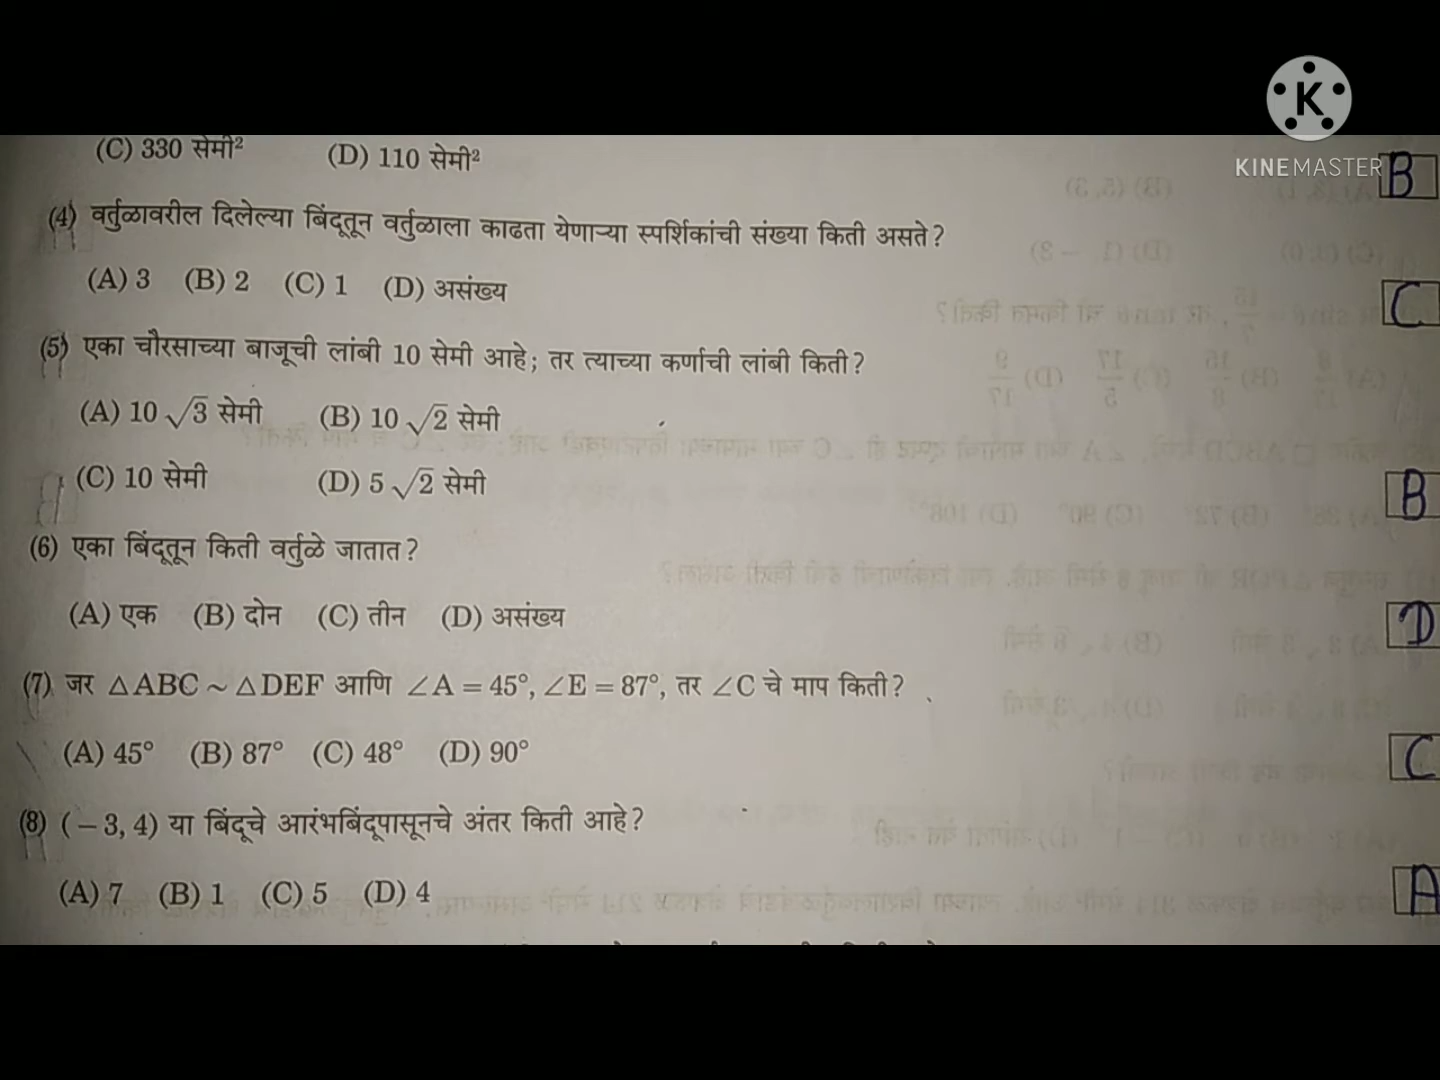 K
KINEMASTER
(C) 330 सेमी² (D) 110 सेमी²
B
(4) वर्तुळावरील दिलेल्या बिंदूतून वर्तुळाला काढता येणाऱ्या स्पर्शिकांची संख्या किती असते?
(A) 3 (B) 2 (C) 1 (D) असंख्य
C
(5) एका चौरसाच्या बाजूची लांबी 10 सेमी आहे; तर त्याच्या कर्णाची लांबी किती?
(A) 10 √3 सेमी (B) 10 √2 सेमी
(C) 10 सेमी (D) 5 √2 सेमी
B
(6) एका बिंदूतून किती वर्तुळे जातात?
(A) एक (B) दोन (C) तीन (D) असंख्य
D
(7) जर △ABC ~ △DEF आणि ∠A = 45°, ∠E = 87°, तर ∠C चे माप किती?
(A) 45° (B) 87° (C) 48° (D) 90°
C
(8) (– 3, 4) या बिंदूचे आरंभबिंदूपासूनचे अंतर किती आहे?
(A) 7 (B) 1 (C) 5 (D) 4
A